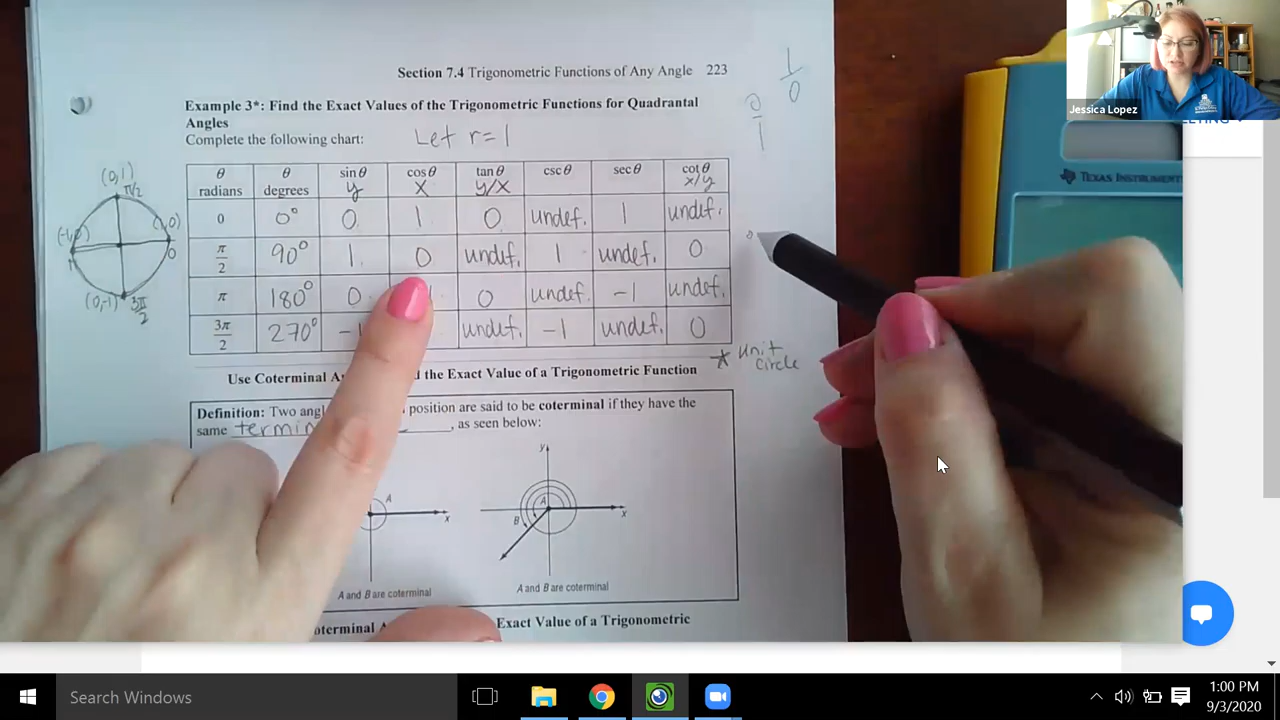 Section 7.4 Trigonometric Functions of Any Angle 223
1/0
0/1
Jessica Lopez
Example 3*: Find the Exact Values of the Trigonometric Functions for Quadrantal
Angles
Complete the following chart: Let r=1
θ radians θ degrees sin θ y cos θ x tan θ y/x csc θ sec θ cot θ x/y
0 0° 0 1 0 undef. 1 undef.
π/2 90° 1 0 undef. 1 undef. 0
π 180° 0 0 undef. -1 undef.
3π/2 270° -1 undef. -1 undef. 0
(0,1)
π/2
(1,0)
0
(0,-1) 3π/2
* unit
circle
TEXAS INSTRUMENTS
Use Coterminal the Exact Value of a Trigonometric Function
Definition: Two position are said to be coterminal if they have the
same , as seen below:
A
x
A and B are coterminal
y
A
B
x
A and B are coterminal
Exact Value of a Trigonometric
Search Windows
1:00 PM
9/3/2020